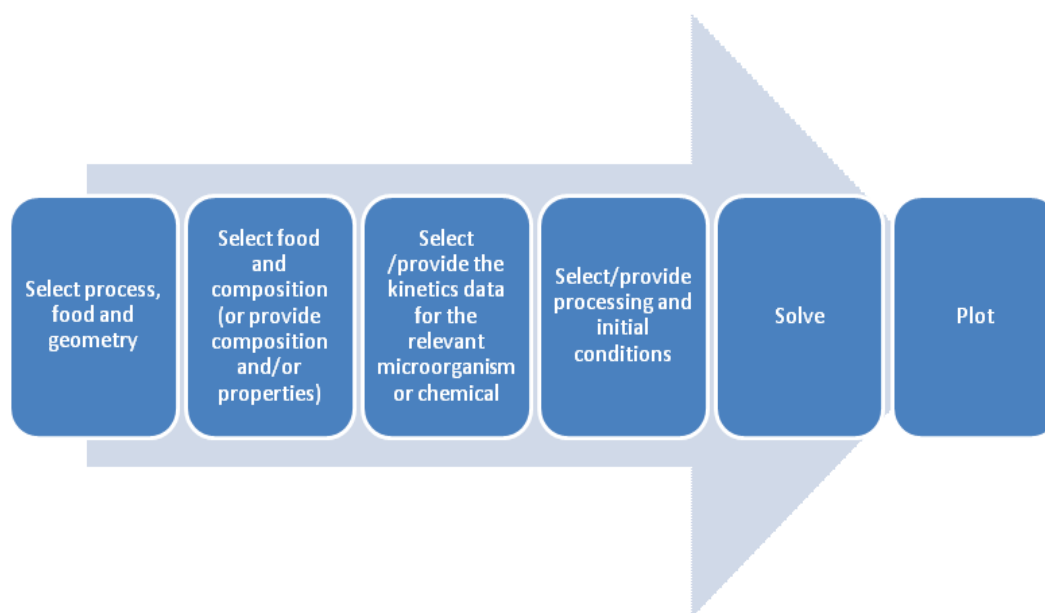 Select process,
food and
geometry
Select food
and
composition
(or provide
composition
and/or
properties)
Select
/provide the
kinetics data
for the
relevant
microorganism
or chemical
Select/provide
processing and
initial
conditions
Solve
Plot